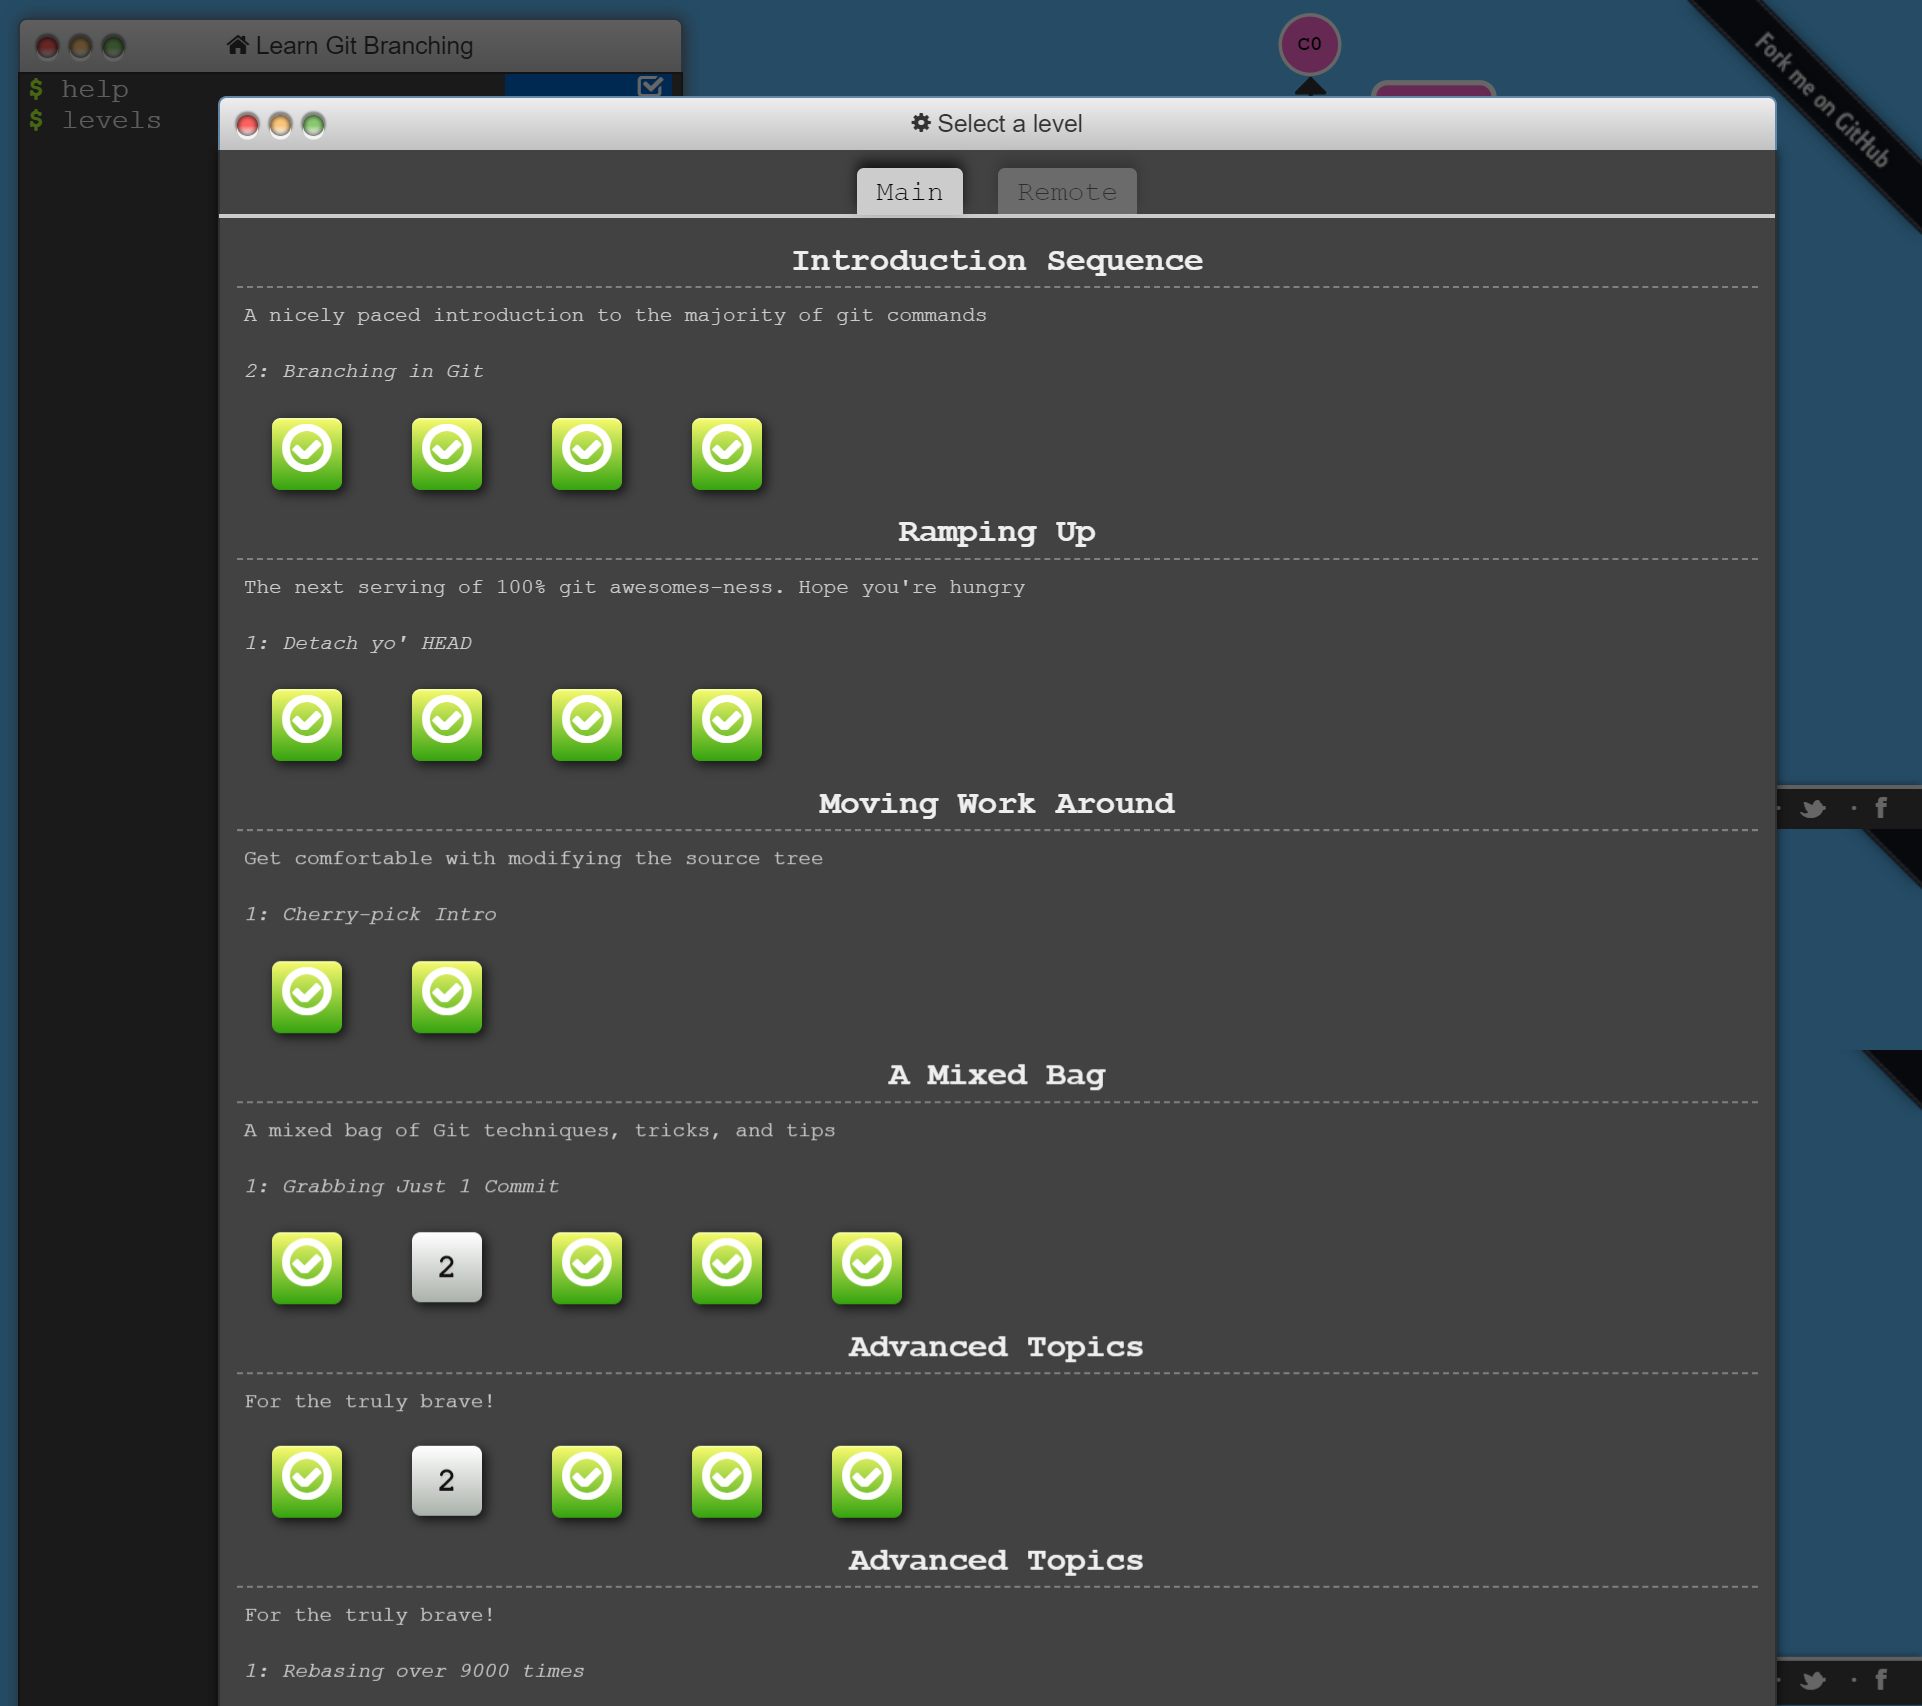 Learn Git Branching
$ help
$ levels
C0
Fork me on GitHub
Select a level
Main
Remote
Introduction Sequence
A nicely paced introduction to the majority of git commands
2: Branching in Git
Ramping Up
The next serving of 100% git awesomes-ness. Hope you're hungry
1: Detach yo' HEAD
Moving Work Around
Get comfortable with modifying the source tree
1: Cherry-pick Intro
A Mixed Bag
A mixed bag of Git techniques, tricks, and tips
1: Grabbing Just 1 Commit
2
Advanced Topics
For the truly brave!
2
Advanced Topics
For the truly brave!
1: Rebasing over 9000 times